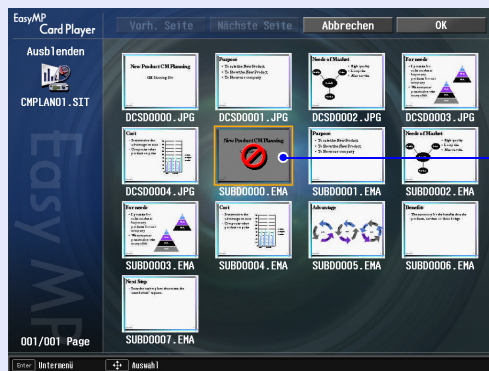 EasyMP
Card Player
Vorh. Seite
Nächste Seite
Abbrechen
OK
Ausblenden
CMPLAN01.SIT
New Product CM Planning
Purpose
Needs of Market
For needs
DCSD0000.JPG
DCSD0001.JPG
DCSD0002.JPG
DCSD0003.JPG
Cost
New Product CM Planning
Purpose
Needs of Market
DCSD0004.JPG
SUBD0000.EMA
SUBD0001.EMA
SUBD0002.EMA
For needs
Cost
Advantage
Benefits
SUBD0003.EMA
SUBD0004.EMA
SUBD0005.EMA
SUBD0006.EMA
Next Step
SUBD0007.EMA
EasyMP
001/001 Page
Enter Untermenü
Auswahl